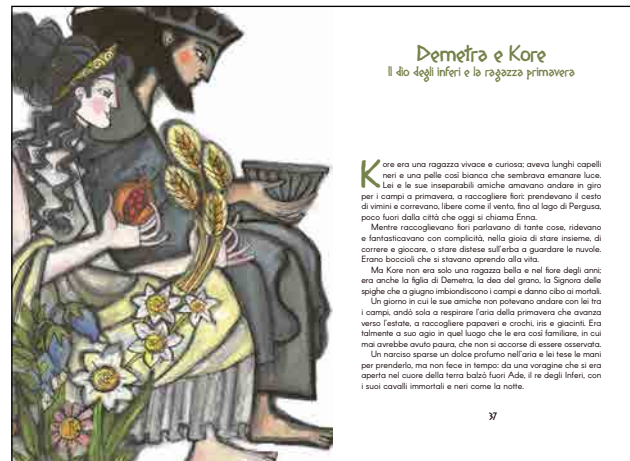 Demetra e Kore
Il dio degli inferi e la ragazza primavera
Kore era una ragazza vivace e curiosa; aveva lunghi capelli
neri e una pelle così bianca che sembrava emanare luce.
Lei e le sue inseparabili amiche amavano andare in giro
per i campi a primavera, a raccogliere fiori: prendevano il cesto
di vimini e correvano, libere come il vento, fino al lago di Pergusa,
poco fuori dalla città che oggi si chiama Enna.
Mentre raccoglievano fiori parlavano di tante cose, ridevano
e fantasticavano con complicità, nella gioia di stare insieme, di
correre e giocare, o stare distese sull'erba a guardare le nuvole.
Erano boccioli che si stavano aprendo alla vita.
Ma Kore non era solo una ragazza bella e nel fiore degli anni;
era anche la figlia di Demetra, la dea del grano, la Signora delle
spighe che a giugno imbiondiscono i campi e danno cibo ai mortali.
Un giorno in cui le sue amiche non potevano andare con lei tra
i campi, andò sola a respirare l'aria della primavera che avanza
verso l'estate, a raccogliere papaveri e crochi, iris e giacinti. Era
talmente a suo agio in quel luogo che le era così familiare, in cui
mai avrebbe avuto paura, che non si accorse di essere osservata.
Un narciso sparse un dolce profumo nell'aria e lei tese le mani
per prenderlo, ma non fece in tempo: da una voragine che si era
aperta nel cuore della terra balzò fuori Ade, il re degli Inferi, con
i suoi cavalli immortali e neri come la notte.
37